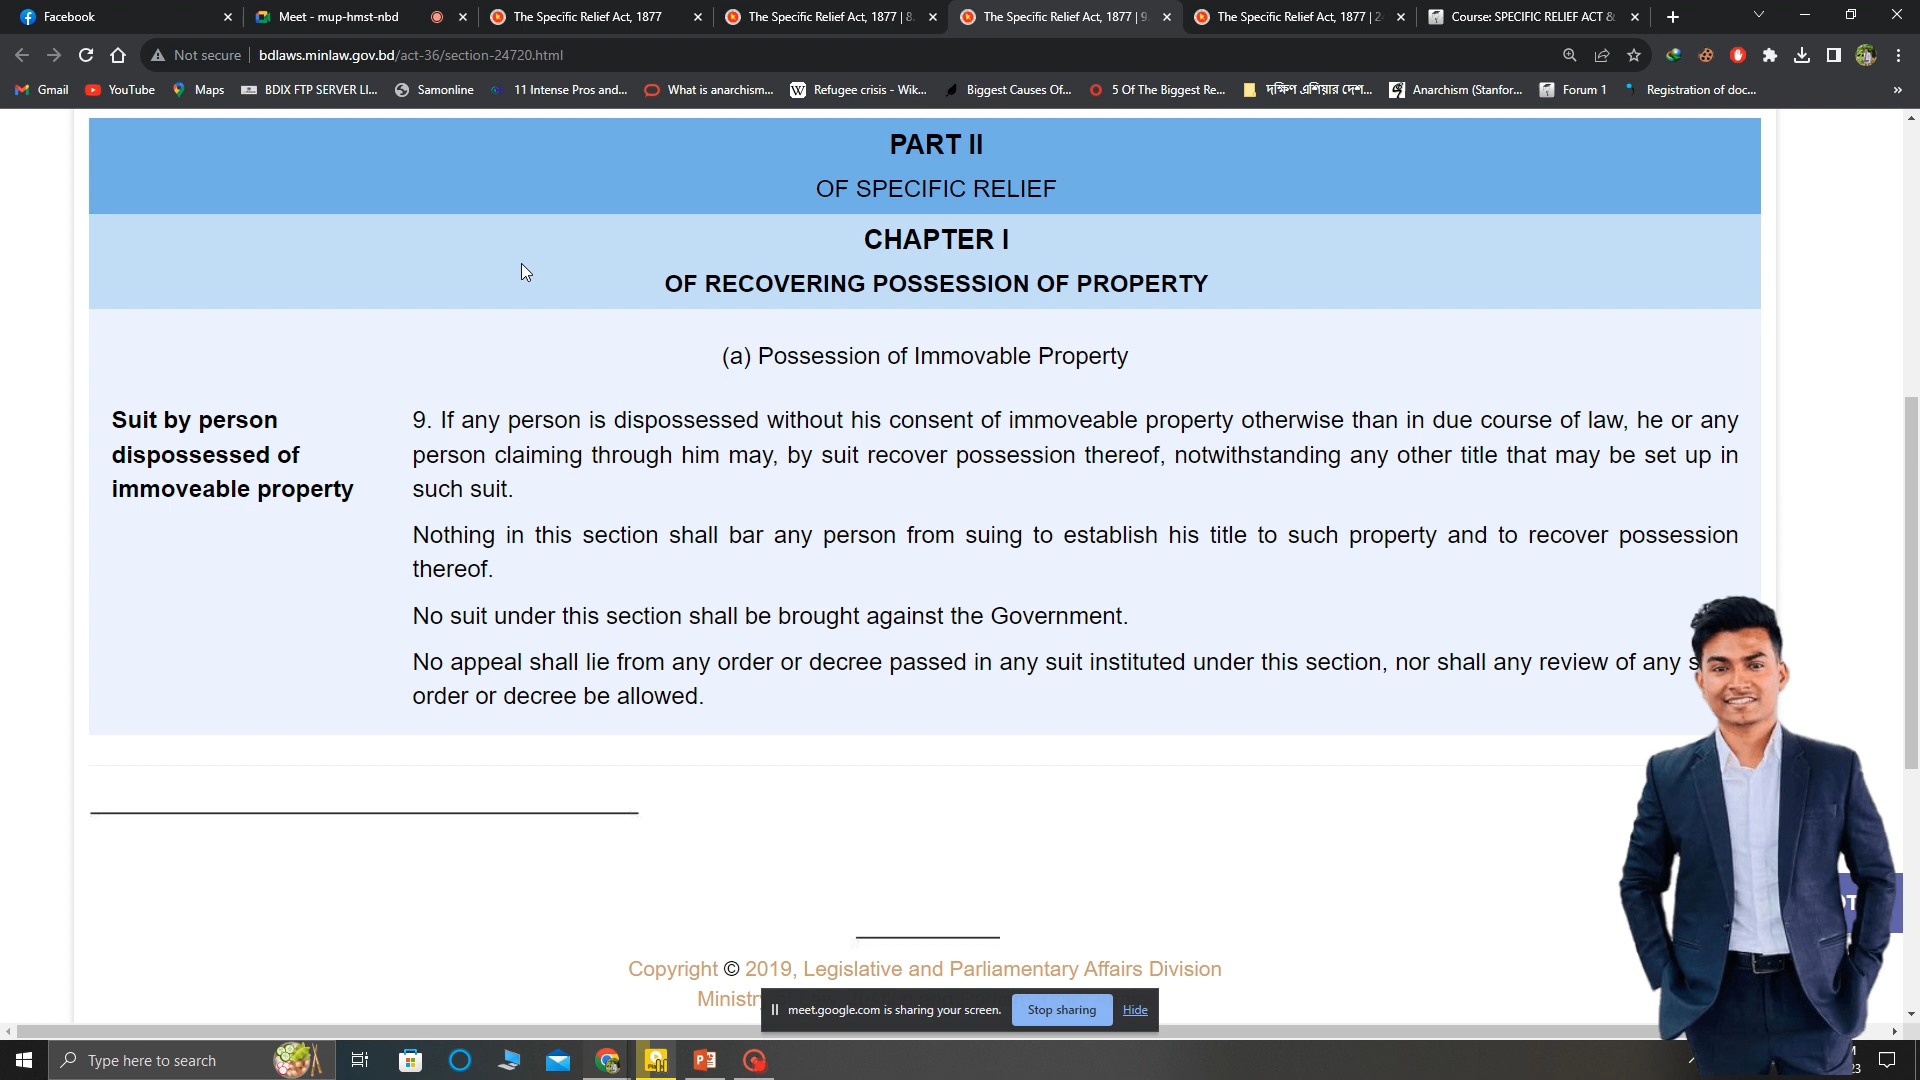 Facebook
Meet - mup-hmst-nbd
The Specific Relief Act, 1877
The Specific Relief Act, 1877 | 8.
The Specific Relief Act, 1877 | 9.
The Specific Relief Act, 1877 | 2
Course: SPECIFIC RELIEF ACT &
Not secure
bdlaws.minlaw.gov.bd/act-36/section-24720.html
Gmail
YouTube
Maps
BDIX FTP SERVER LI...
Samonline
11 Intense Pros and...
What is anarchism...
Refugee crisis - Wik...
Biggest Causes Of...
5 Of The Biggest Re...
দক্ষিণ এশিয়ার দেশ...
Anarchism (Stanfor...
Forum 1
Registration of doc...
PART II
OF SPECIFIC RELIEF
CHAPTER I
OF RECOVERING POSSESSION OF PROPERTY
(a) Possession of Immovable Property
Suit by person
dispossessed of
immoveable property
9. If any person is dispossessed without his consent of immoveable property otherwise than in due course of law, he or any
person claiming through him may, by suit recover possession thereof, notwithstanding any other title that may be set up in
such suit.
Nothing in this section shall bar any person from suing to establish his title to such property and to recover possession
thereof.
No suit under this section shall be brought against the Government.
No appeal shall lie from any order or decree passed in any suit instituted under this section, nor shall any review of any
order or decree be allowed.
Copyright © 2019, Legislative and Parliamentary Affairs Division
meet.google.com is sharing your screen.
Stop sharing
Hide
Type here to search